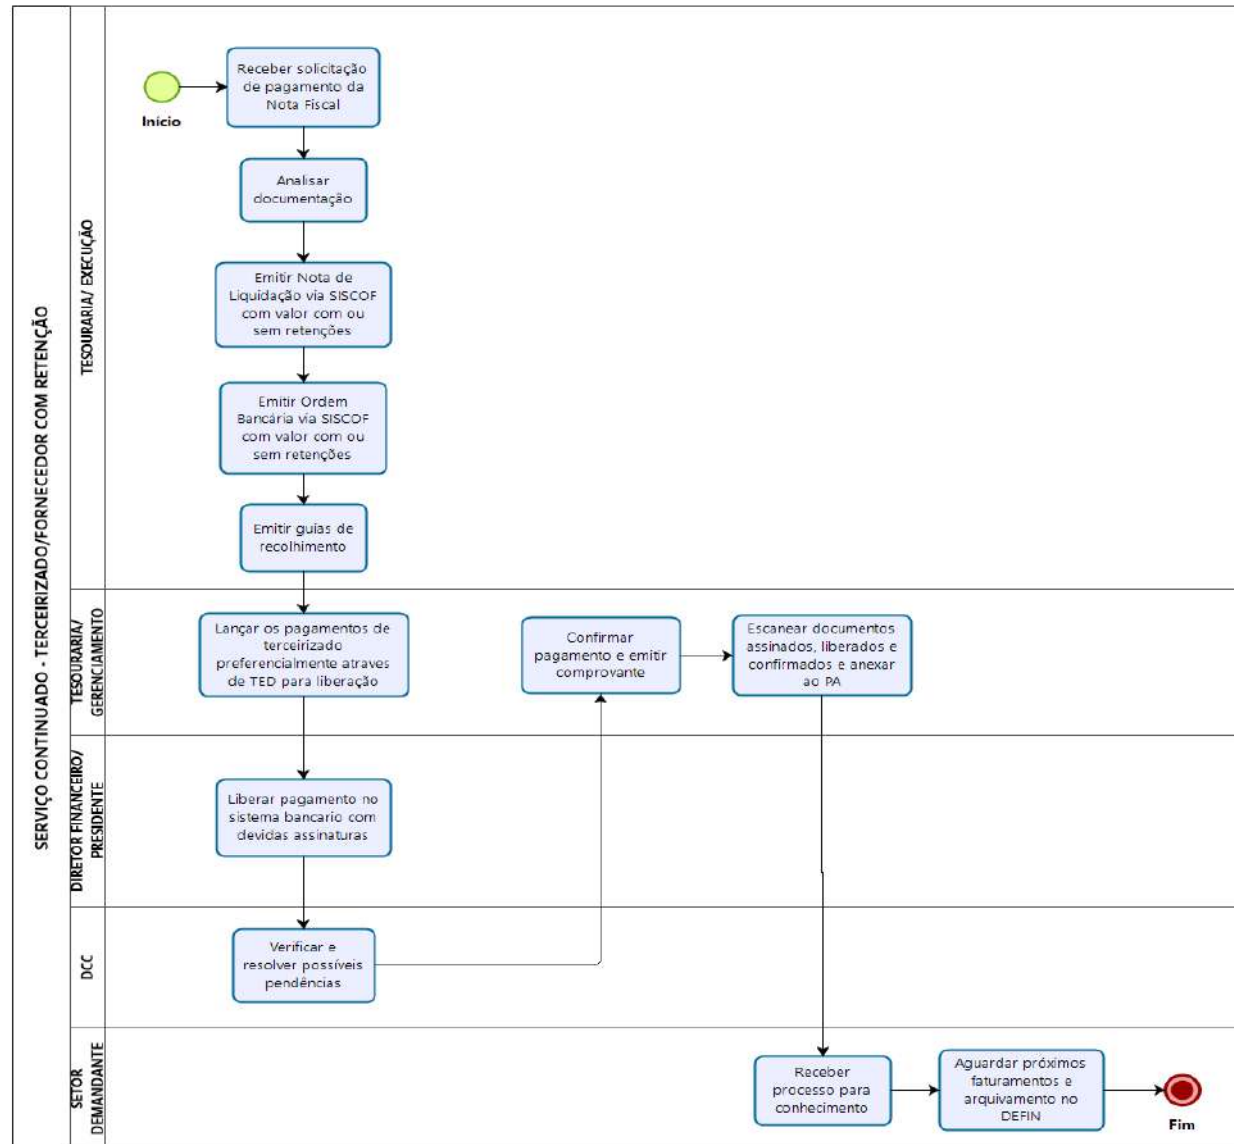 SERVIÇO CONTINUADO - TERCEIRIZADO/FORNECEDOR COM RETENÇÃO
TESOURARIA/ EXECUÇÃO
Início
Receber solicitação
de pagamento da
Nota Fiscal
Analisar
documentação
Emitir Nota de
Liquidação via SISCOF
com valor com ou
sem retenções
Emitir Ordem
Bancária via SISCOF
com valor com ou
sem retenções
Emitir guias de
recolhimento
TESOURARIA/
GERENCIAMENTO
Lançar os pagamentos de
terceirizado
preferencialmente atraves
de TED para liberação
Confirmar
pagamento e emitir
comprovante
Escanear documentos
assinados, liberados e
confirmados e anexar
ao PA
DIRETOR FINANCEIRO/
PRESIDENTE
Liberar pagamento no
sistema bancario com
devidas assinaturas
DCC
Verificar e
resolver possíveis
pendências
SETOR
DEMANDANTE
Receber
processo para
conhecimento
Aguardar próximos
faturamentos e
arquivamento no
DEFIN
Fim